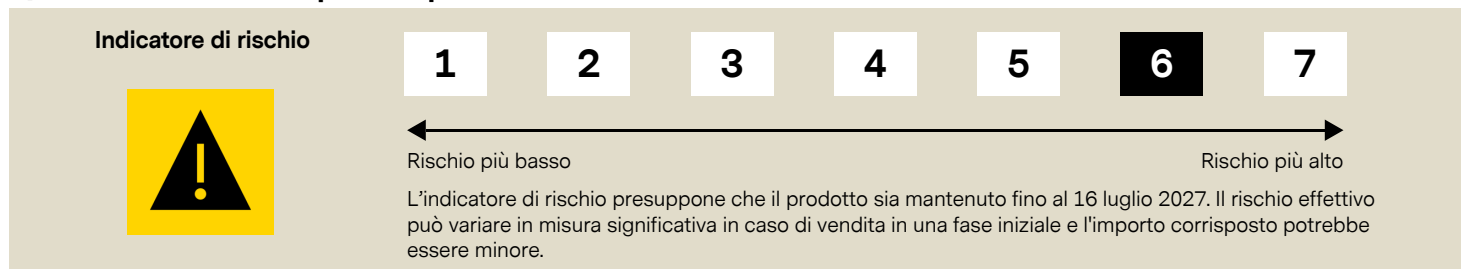 Indicatore di rischio
1 2 3 4 5 6 7
Rischio più basso Rischio più alto
L'indicatore di rischio presuppone che il prodotto sia mantenuto fino al 16 luglio 2027. Il rischio effettivo
può variare in misura significativa in caso di vendita in una fase iniziale e l'importo corrisposto potrebbe
essere minore.